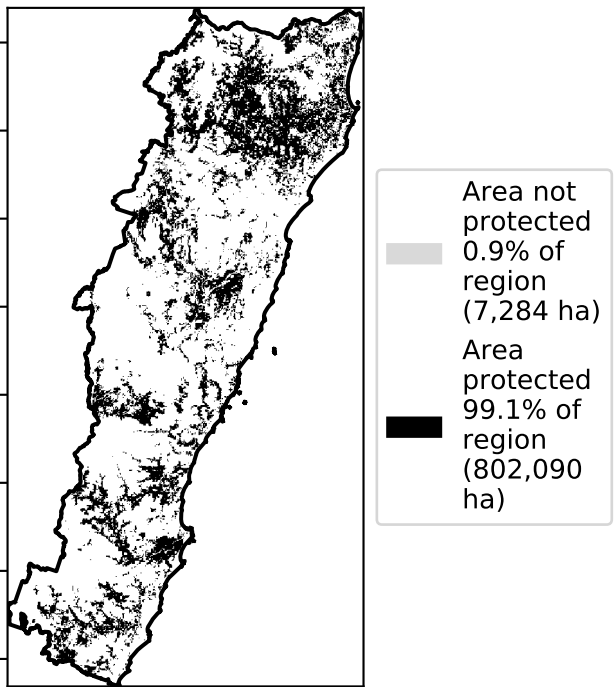 Area not
protected
0.9% of
region
(7,284 ha)
Area
protected
99.1% of
region
(802,090
ha)